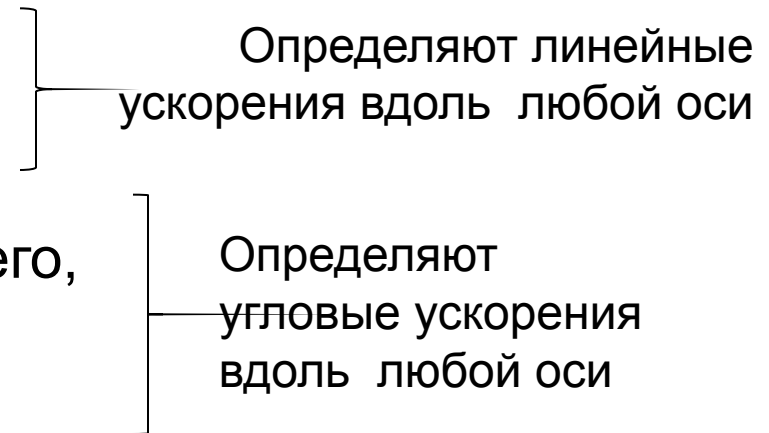 Определяют линейные
ускорения вдоль любой оси
его,
Определяют
угловые ускорения
вдоль любой оси